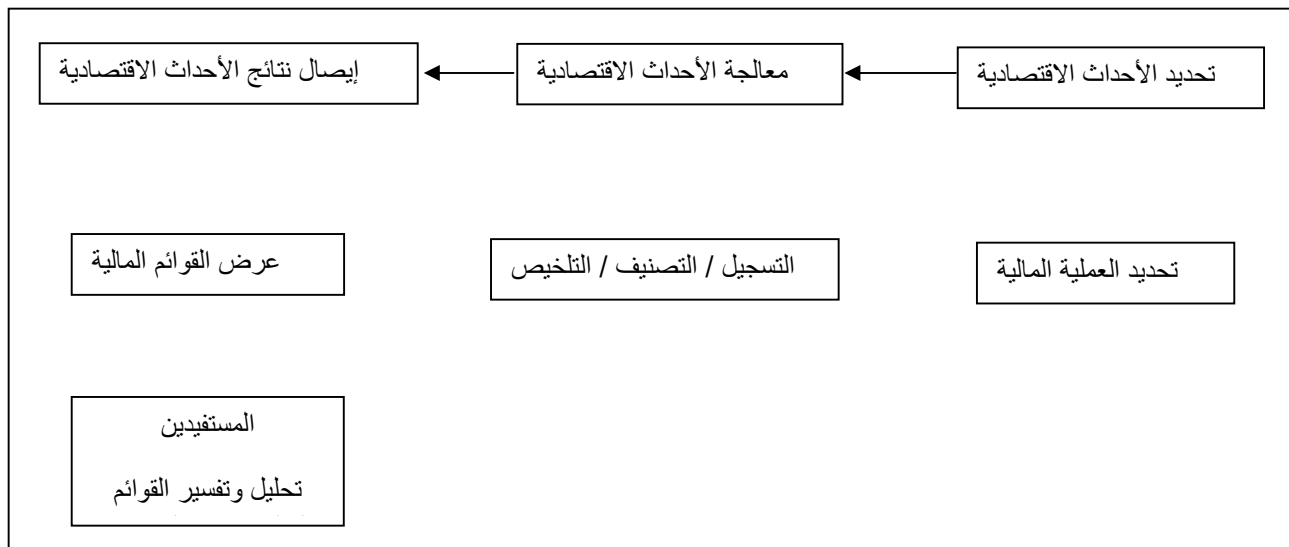 تحديد الأحداث الاقتصادية
معالجة الأحداث الاقتصادية
إيصال نتائج الأحداث الاقتصادية
تحديد العملية المالية
التسجيل / التصنيف / التلخيص
عرض القوائم المالية
المستفيدين
تحليل وتفسير القوائم